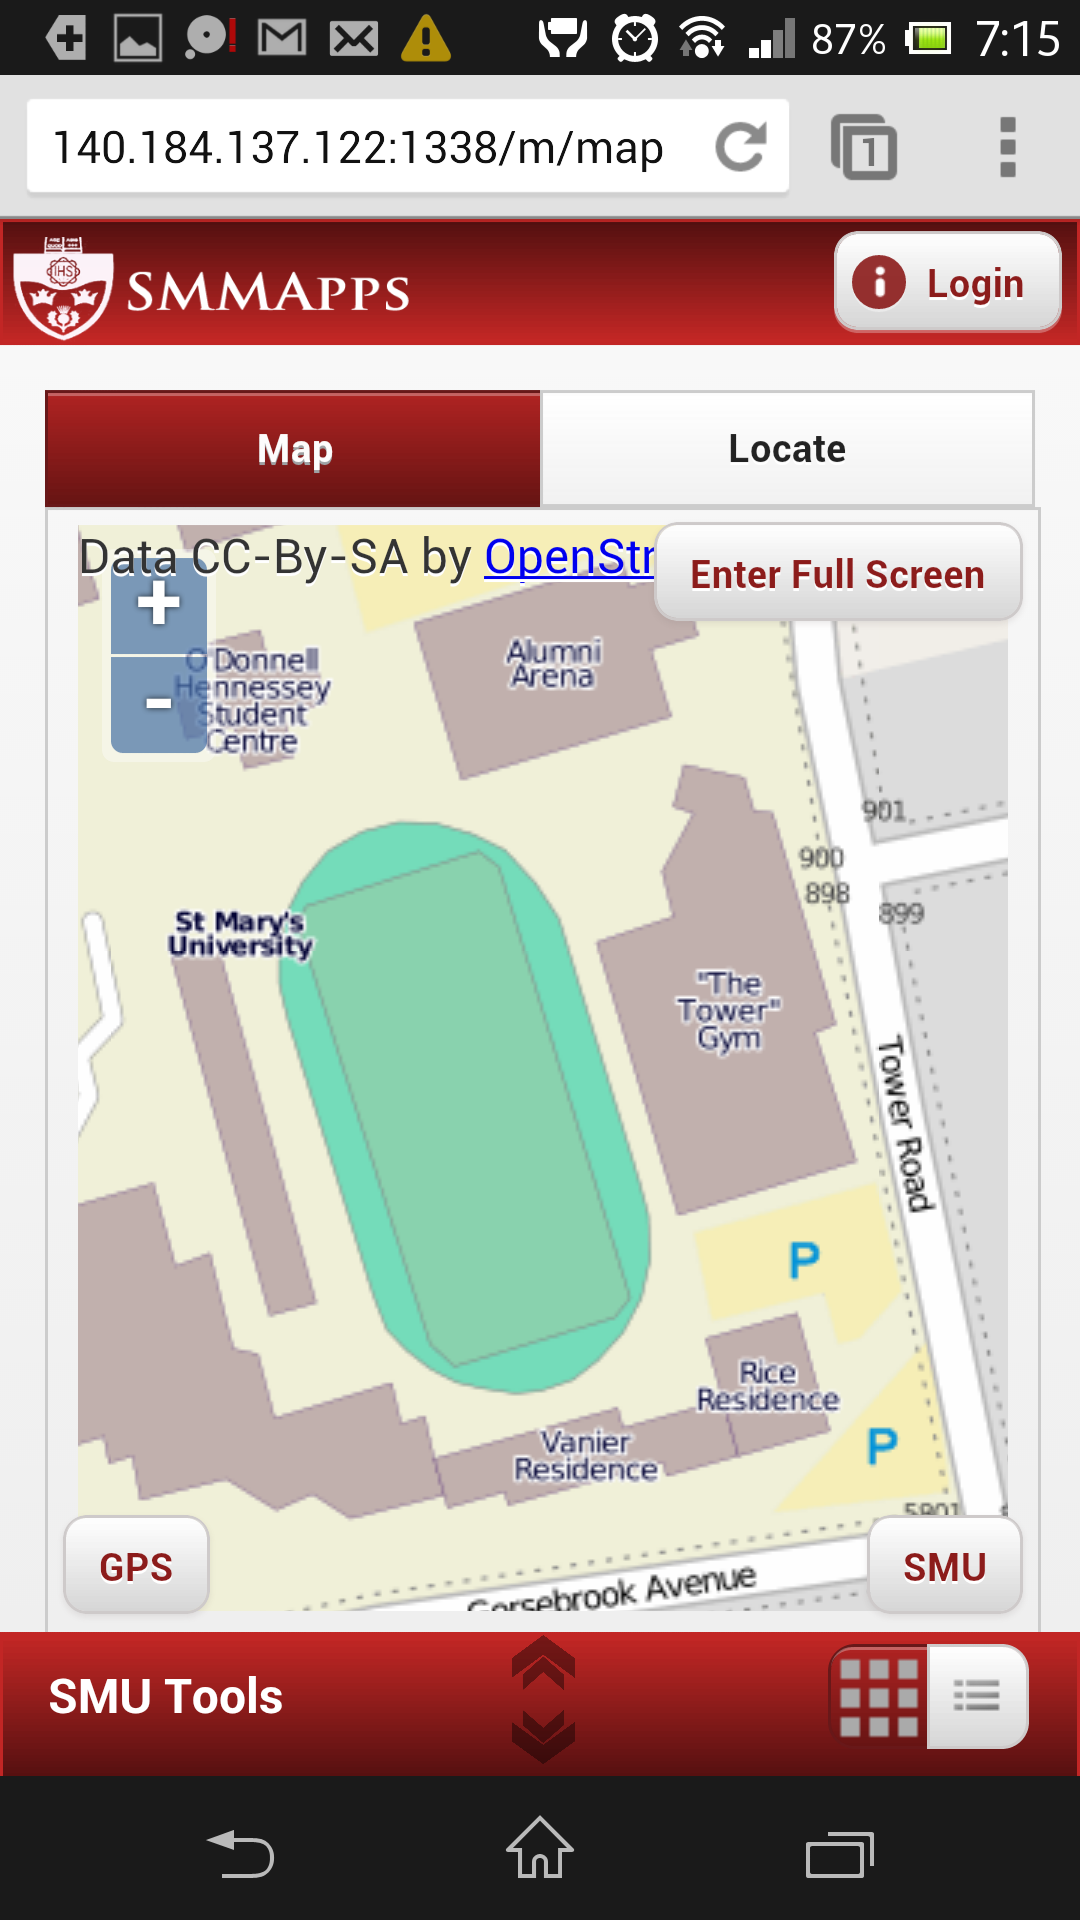 87% 7:15
140.184.137.122:1338/m/map
1
IHS
SMMAPPS
Login
Map
Locate
Data CC-By-SA by OpenStr
Enter Full Screen
+
-
O'Donnell
Hennessey
Student
Centre
Alumni
Arena
901
900
898
899
St Mary's
University
"The
Tower"
Gym
Tower Road
P
Rice
Residence
P
Vanier
Residence
5801
GPS
SMU
Gorsebrook Avenue
SMU Tools